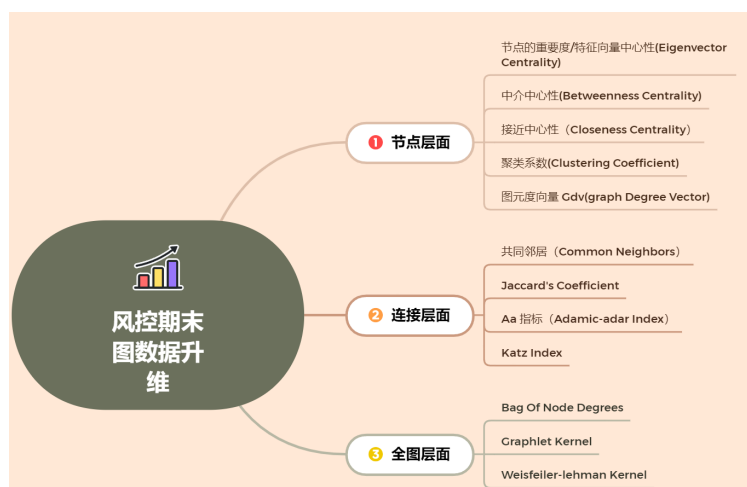 风控期末
图数据升
维
1 节点层面
节点的重要度/特征向量中心性(Eigenvector
Centrality)
中介中心性(Betweenness Centrality)
接近中心性（Closeness Centrality）
聚类系数(Clustering Coefficient)
图元度向量 Gdv(graph Degree Vector)
2 连接层面
共同邻居（Common Neighbors）
Jaccard's Coefficient
Aa 指标（Adamic-adar Index）
Katz Index
3 全图层面
Bag Of Node Degrees
Graphlet Kernel
Weisfeiler-lehman Kernel